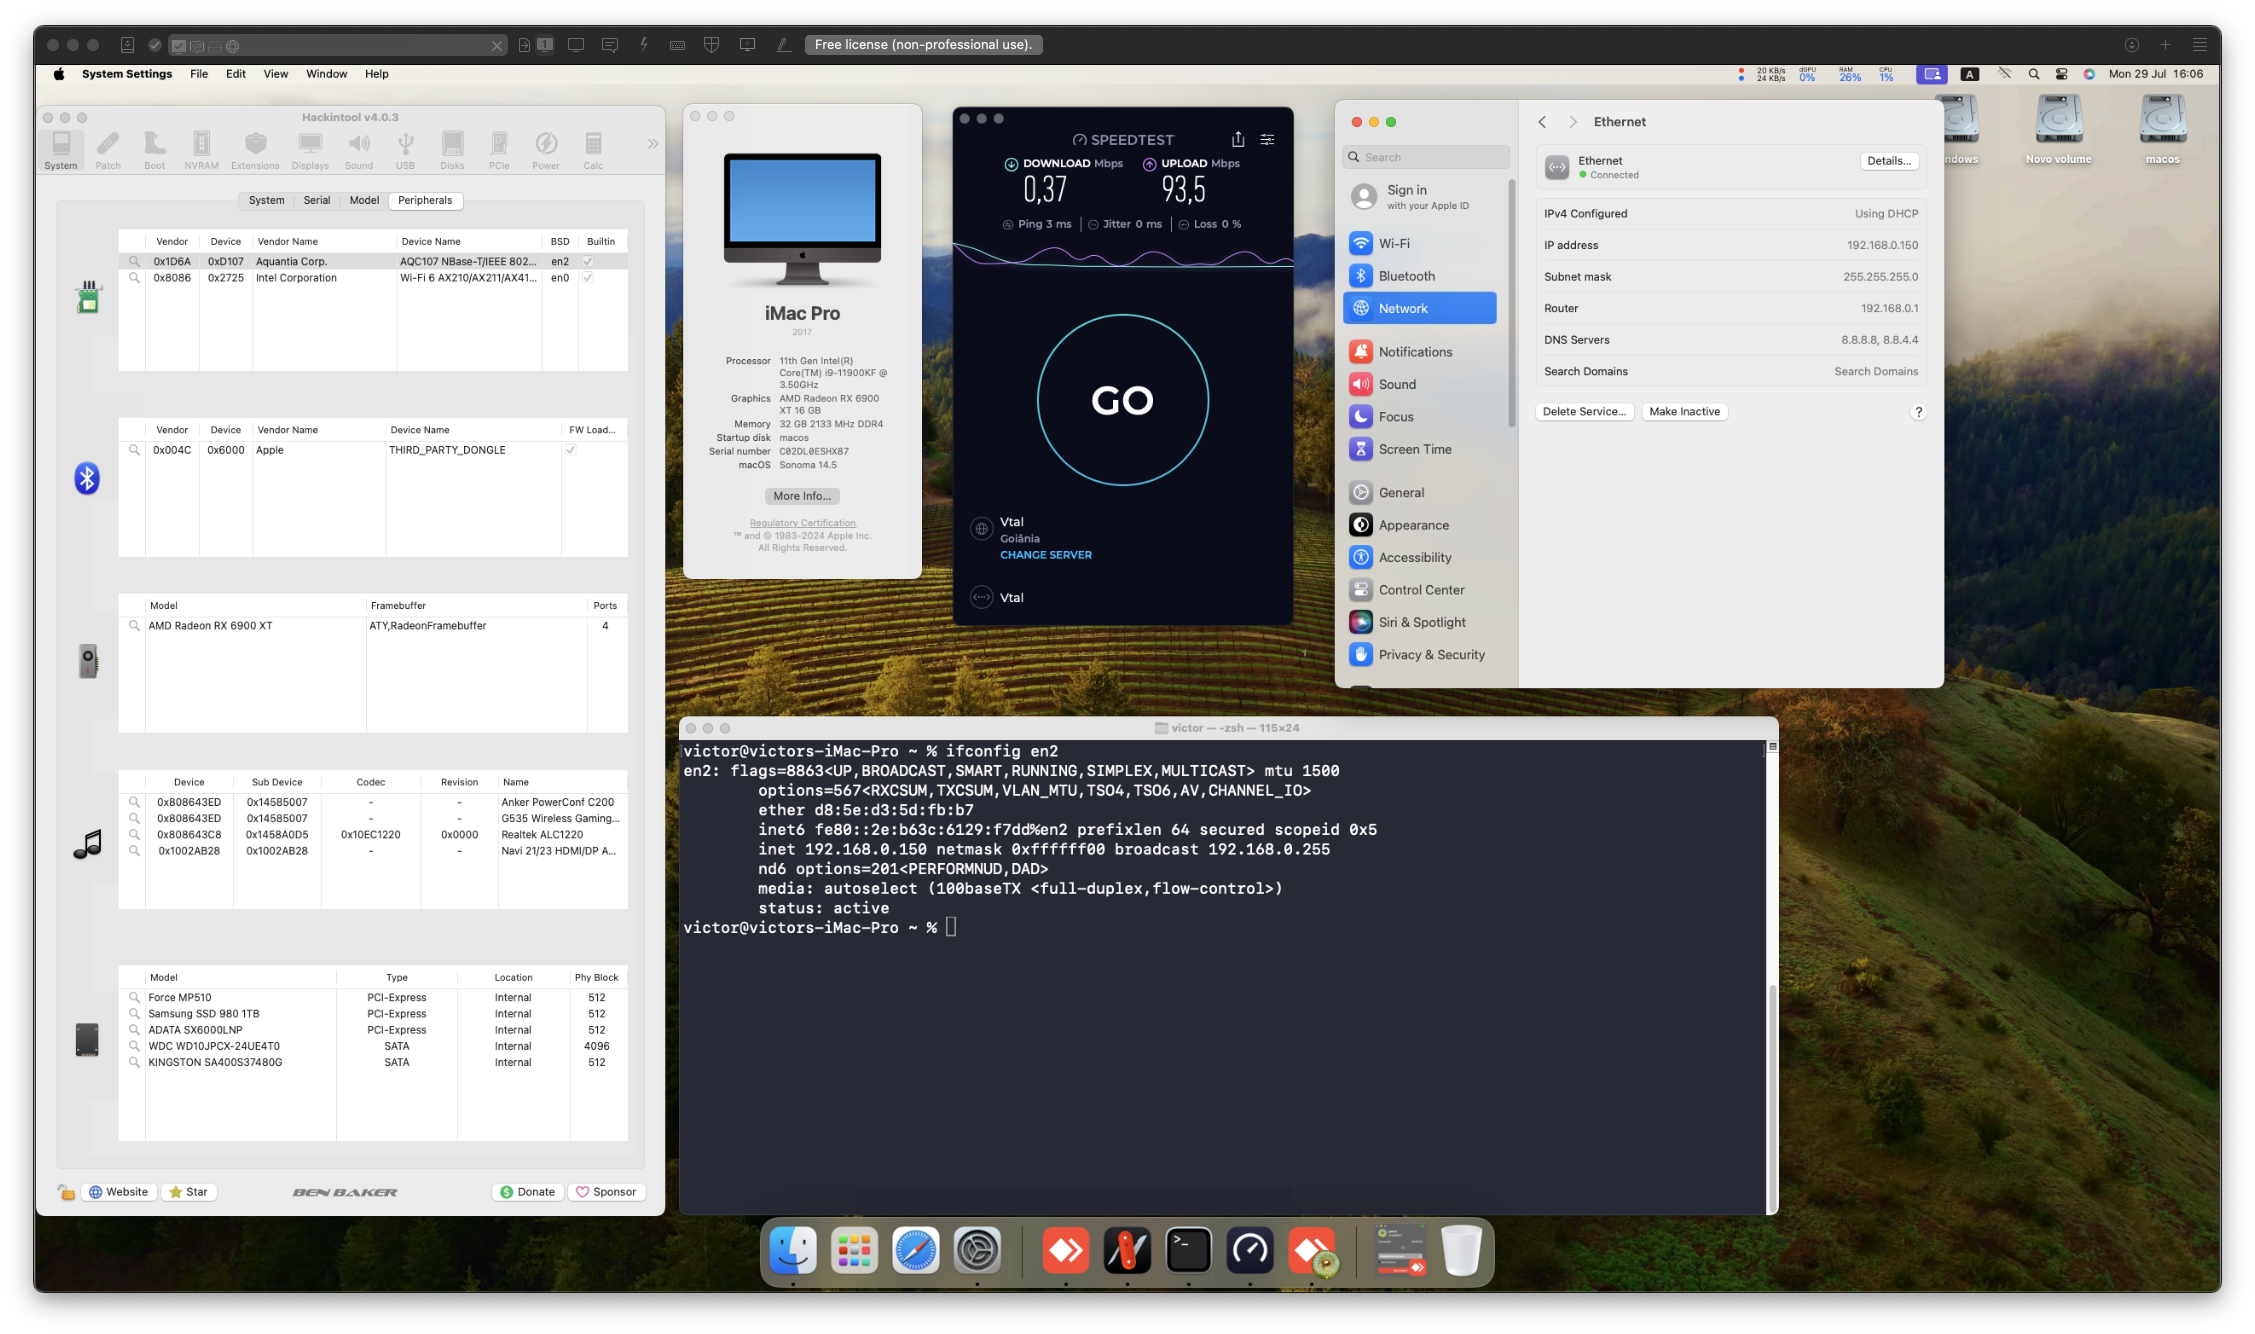 Free license (non-professional use).
System Settings File Edit View Window Help
20 KB/s
24 KB/s
dGPU
0%
RAM
26%
CPU
1%
A
Mon 29 Jul 16:06
Hackintool v4.0.3
System Patch Boot NVRAM Extensions Displays Sound USB Disks PCIe Power Calc
System Serial Model Peripherals
Vendor Device Vendor Name Device Name BSD Builtin
0x1D6A 0xD107 Aquantia Corp. AQC107 NBase-T/IEEE 802... en2
0x8086 0x2725 Intel Corporation Wi-Fi 6 AX210/AX211/AX41... en0
Vendor Device Vendor Name Device Name FW Load...
0x004C 0x6000 Apple THIRD_PARTY_DONGLE
Model Framebuffer Ports
AMD Radeon RX 6900 XT ATY,RadeonFramebuffer 4
Device Sub Device Codec Revision Name
0x808643ED 0x14585007 - - Anker PowerConf C200
0x808643ED 0x14585007 - - G535 Wireless Gaming...
0x808643C8 0x1458A0D5 0x10EC1220 0x0000 Realtek ALC1220
0x1002AB28 0x1002AB28 - - Navi 21/23 HDMI/DP A...
Model Type Location Phy Block
Force MP510 PCI-Express Internal 512
Samsung SSD 980 1TB PCI-Express Internal 512
ADATA SX6000LNP PCI-Express Internal 512
WDC WD10JPCX-24UE4T0 SATA Internal 4096
KINGSTON SA400S37480G SATA Internal 512
Website Star BEN BAKER Donate Sponsor
iMac Pro
2017
Processor 11th Gen Intel(R)
Core(TM) i9-11900KF @
3.50GHz
Graphics AMD Radeon RX 6900
XT 16 GB
Memory 32 GB 2133 MHz DDR4
Startup disk macos
Serial number C02DL0ESHX87
macOS Sonoma 14.5
More Info...
Regulatory Certification
™ and © 1983-2024 Apple Inc.
All Rights Reserved.
SPEEDTEST
DOWNLOAD Mbps UPLOAD Mbps
0,37 93,5
Ping 3 ms Jitter 0 ms Loss 0 %
GO
Vtal
Goiânia
CHANGE SERVER
Vtal
Search
Sign in
with your Apple ID
Wi-Fi
Bluetooth
Network
Notifications
Sound
Focus
Screen Time
General
Appearance
Accessibility
Control Center
Siri & Spotlight
Privacy & Security
Ethernet
Ethernet
Connected
Details...
IPv4 Configured Using DHCP
IP address 192.168.0.150
Subnet mask 255.255.255.0
Router 192.168.0.1
DNS Servers 8.8.8.8, 8.8.4.4
Search Domains Search Domains
Delete Service... Make Inactive ?
ndows Novo volume macos
victor — -zsh — 115×24
victor@victors-iMac-Pro ~ % ifconfig en2
en2: flags=8863<UP,BROADCAST,SMART,RUNNING,SIMPLEX,MULTICAST> mtu 1500
options=567<RXCSUM,TXCSUM,VLAN_MTU,TSO4,TSO6,AV,CHANNEL_IO>
ether d8:5e:d3:5d:fb:b7
inet6 fe80::2e:b63c:6129:f7dd%en2 prefixlen 64 secured scopeid 0x5
inet 192.168.0.150 netmask 0xffffff00 broadcast 192.168.0.255
nd6 options=201<PERFORMNUD,DAD>
media: autoselect (100baseTX <full-duplex,flow-control>)
status: active
victor@victors-iMac-Pro ~ %